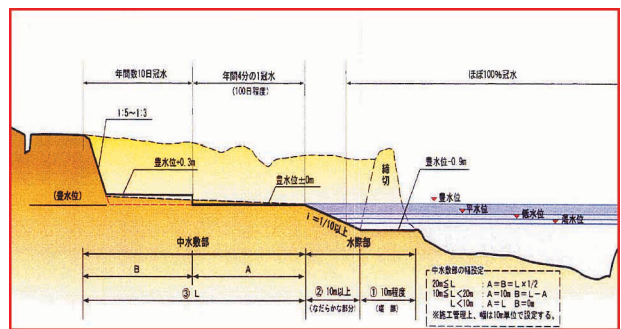 年間数10日冠水
年間4分の1冠水
(100日程度)
ほぼ100%冠水
1:5~1:3
豊水位+0.3m
豊水位±0m
豊水位-0.9m
締切
(豊水位)
豊水位
平水位
低水位
渇水位
i=1/10以上
中水敷部
水際部
B
A
③ L
② 10m以上
① 10m程度
(なだらかな部分)
中水敷部の幅設定
20m≦L : A=B=L×1/2
10m≦L<20m : A=10m B=L-A
L<10m : A=L B=0m
※施工管理上、幅は10m単位で設定する。